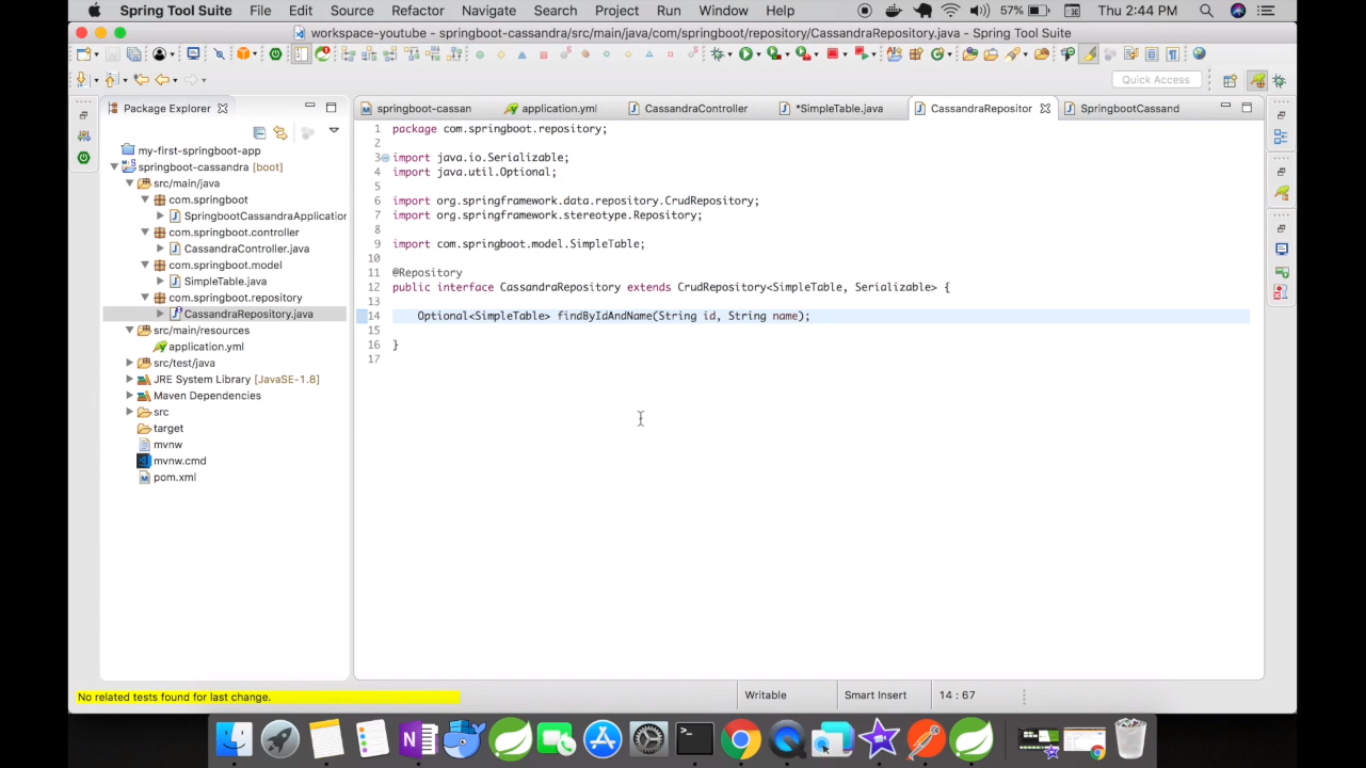 Spring Tool Suite File Edit Source Refactor Navigate Search Project Run Window Help 57% Thu 2:44 PM
workspace-youtube - springboot-cassandra/src/main/java/com/springboot/repository/CassandraRepository.java - Spring Tool Suite
Quick Access
Package Explorer
springboot-cassan application.yml CassandraController *SimpleTable.java CassandraRepositor SpringbootCassand
my-first-springboot-app
springboot-cassandra [boot]
src/main/java
com.springboot
SpringbootCassandraApplication
com.springboot.controller
CassandraController.java
com.springboot.model
SimpleTable.java
com.springboot.repository
CassandraRepository.java
src/main/resources
application.yml
src/test/java
JRE System Library [JavaSE-1.8]
Maven Dependencies
src
target
mvnw
mvnw.cmd
pom.xml
1 package com.springboot.repository;
2
3 import java.io.Serializable;
4 import java.util.Optional;
5
6 import org.springframework.data.repository.CrudRepository;
7 import org.springframework.stereotype.Repository;
8
9 import com.springboot.model.SimpleTable;
10
11 @Repository
12 public interface CassandraRepository extends CrudRepository<SimpleTable, Serializable> {
13
14 Optional<SimpleTable> findByIdAndName(String id, String name);
15
16 }
17
No related tests found for last change.
Writable Smart Insert 14 : 67